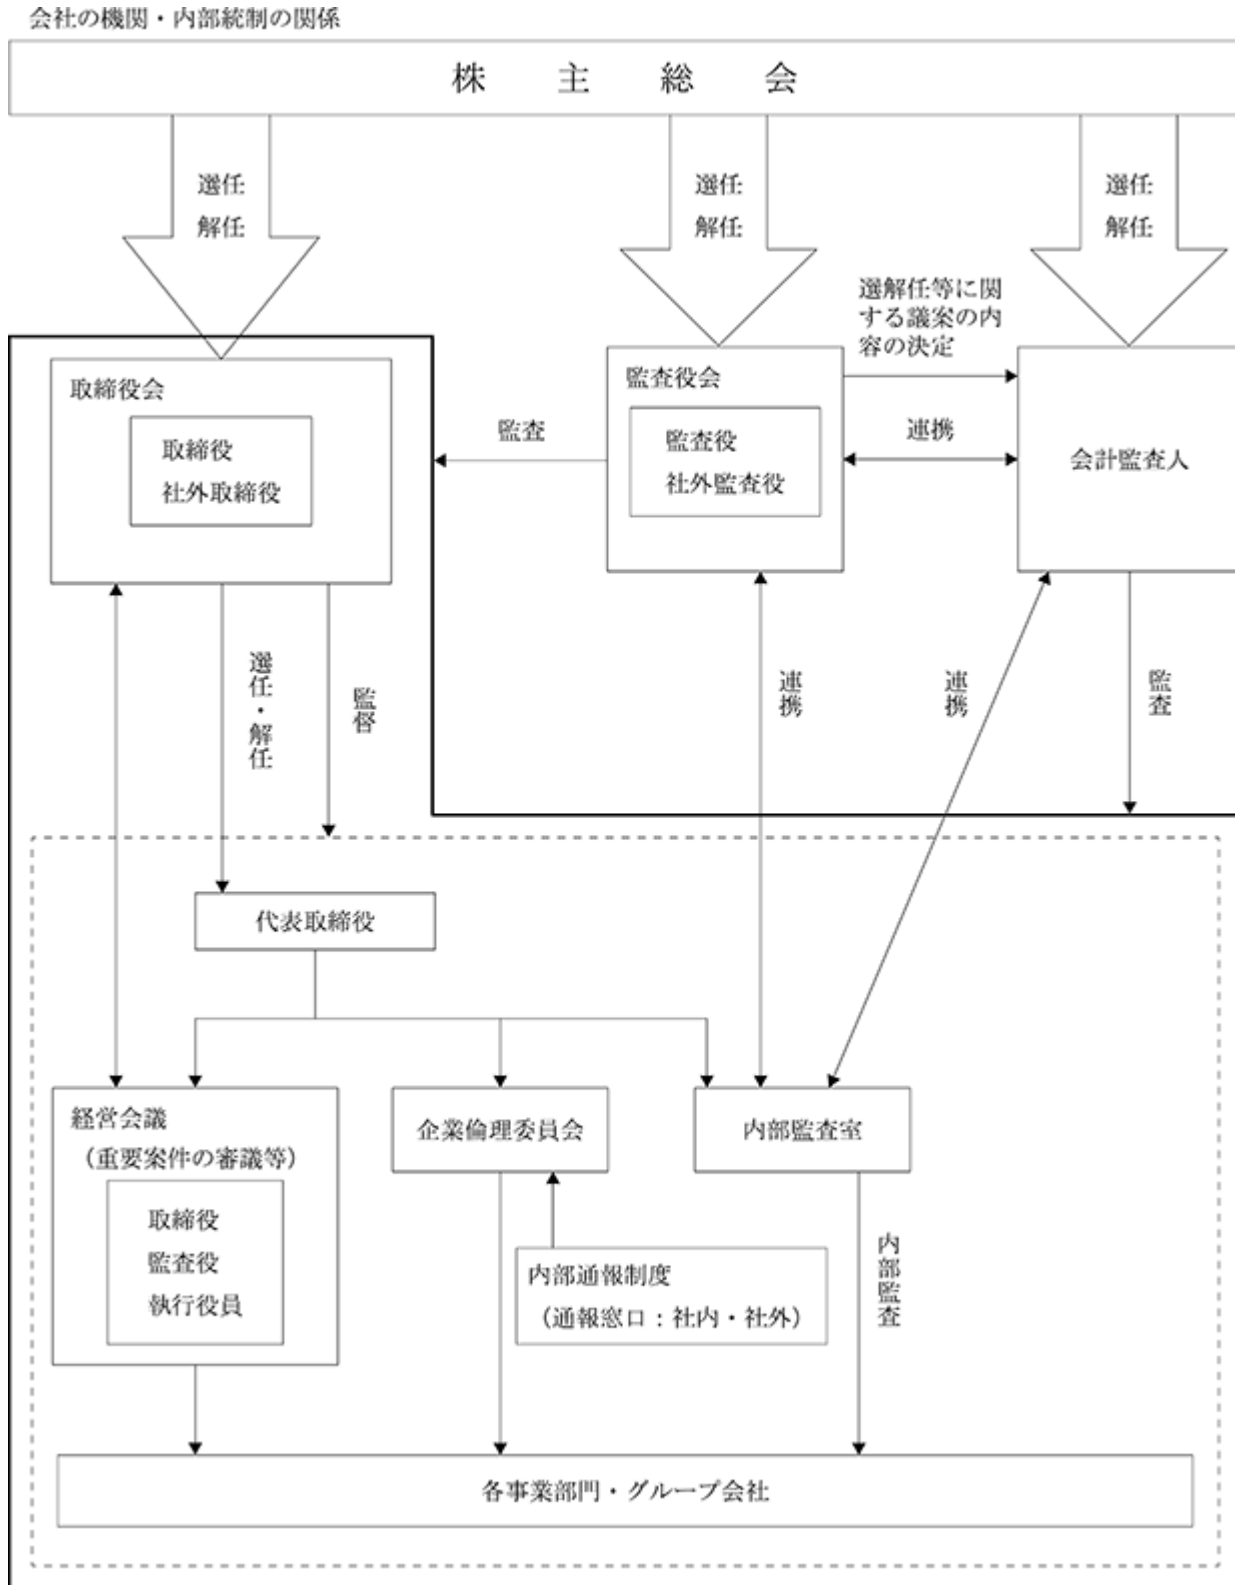 会社の機関・内部統制の関係
株主総会
選任
解任
選任
解任
選任
解任
選解任等に関
する議案の内
容の決定
取締役会
取締役
社外取締役
監査
監査役会
監査役
社外監査役
連携
会計監査人
選任・解任
監督
連携
連携
監査
代表取締役
経営会議
(重要案件の審議等)
取締役
監査役
執行役員
企業倫理委員会
内部監査室
内部通報制度
(通報窓口:社内・社外)
内部監査
各事業部門・グループ会社